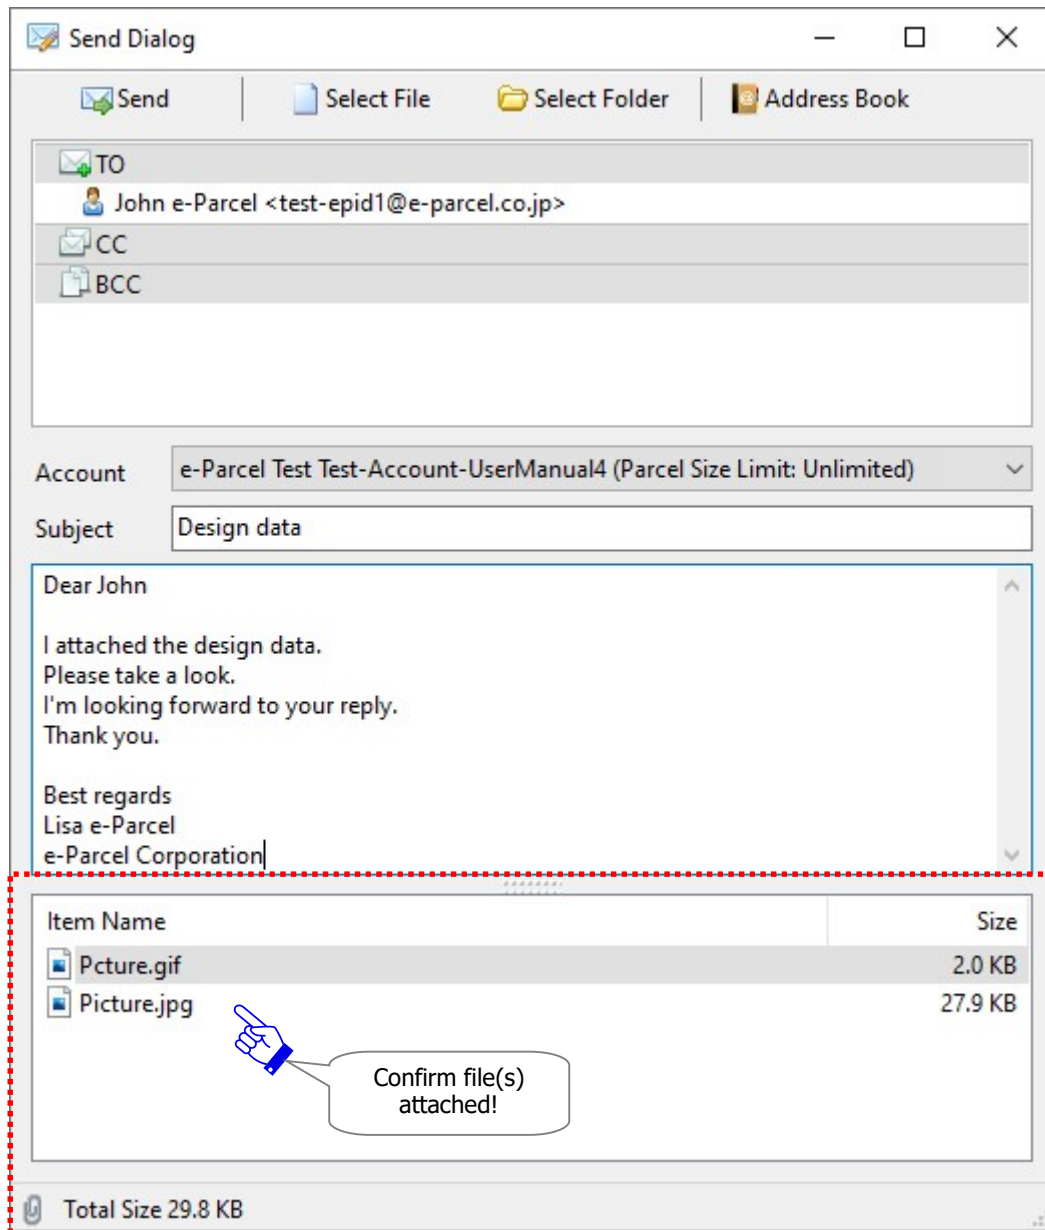 Send Dialog
Send Select File Select Folder Address Book
TO
John e-Parcel <test-epid1@e-parcel.co.jp>
CC
BCC
Account e-Parcel Test Test-Account-UserManual4 (Parcel Size Limit: Unlimited)
Subject Design data
Dear John
I attached the design data.
Please take a look.
I'm looking forward to your reply.
Thank you.
Best regards
Lisa e-Parcel
e-Parcel Corporation
Item Name Size
Pcture.gif 2.0 KB
Picture.jpg 27.9 KB
Confirm file(s)
attached!
Total Size 29.8 KB